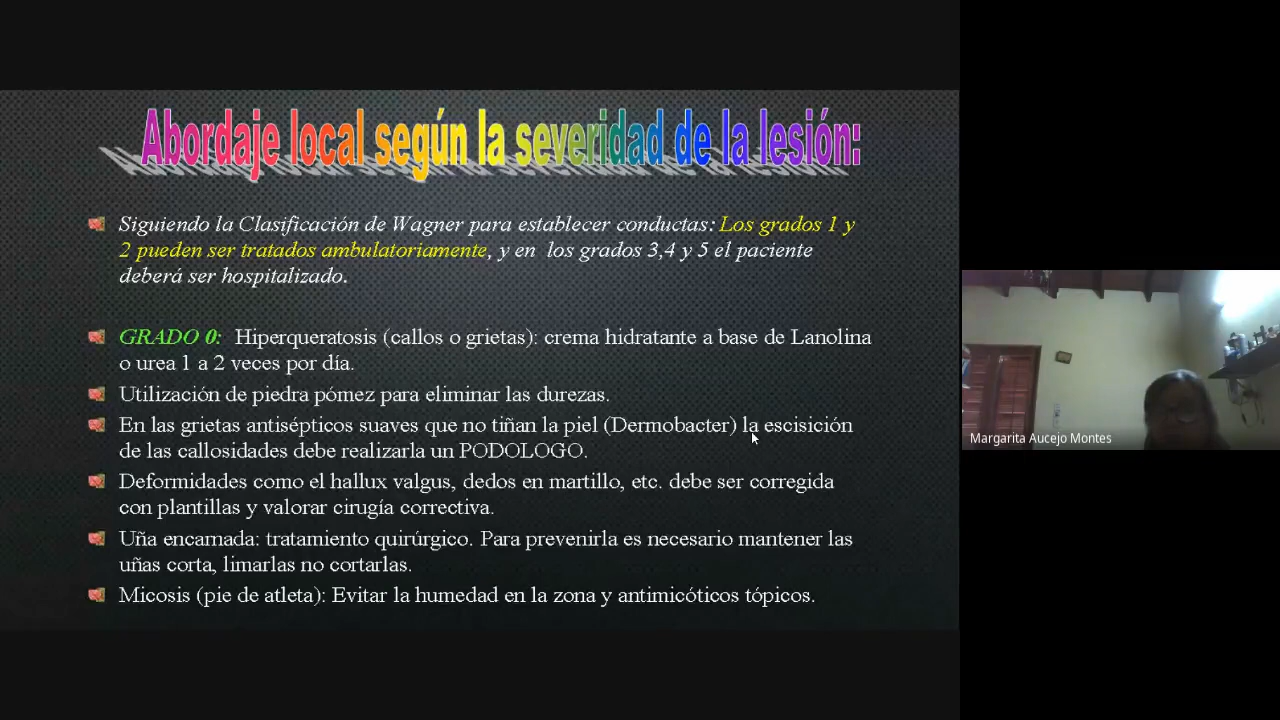 Abordaje local según la severidad de la lesión:
Siguiendo la Clasificación de Wagner para establecer conductas: Los grados 1 y
2 pueden ser tratados ambulatoriamente, y en los grados 3,4 y 5 el paciente
deberá ser hospitalizado.
GRADO 0: Hiperqueratosis (callos o grietas): crema hidratante a base de Lanolina
o urea 1 a 2 veces por día.
Utilización de piedra pómez para eliminar las durezas.
En las grietas antisépticos suaves que no tiñan la piel (Dermobacter) la escisición
de las callosidades debe realizarla un PODOLOGO.
Deformidades como el hallux valgus, dedos en martillo, etc. debe ser corregida
con plantillas y valorar cirugía correctiva.
Uña encarnada: tratamiento quirúrgico. Para prevenirla es necesario mantener las
uñas corta, limarlas no cortarlas.
Micosis (pie de atleta): Evitar la humedad en la zona y antimicóticos tópicos.
Margarita Aucejo Montes